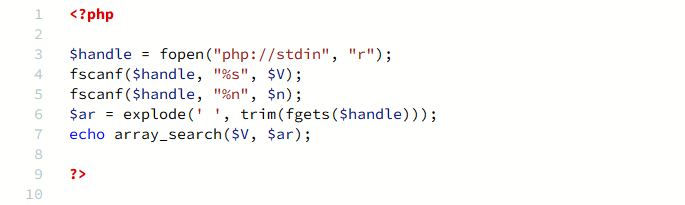 1 <?php
2
3 $handle = fopen("php://stdin", "r");
4 fscanf($handle, "%s", $V);
5 fscanf($handle, "%n", $n);
6 $ar = explode(' ', trim(fgets($handle)));
7 echo array_search($V, $ar);
8
9 ?>
10